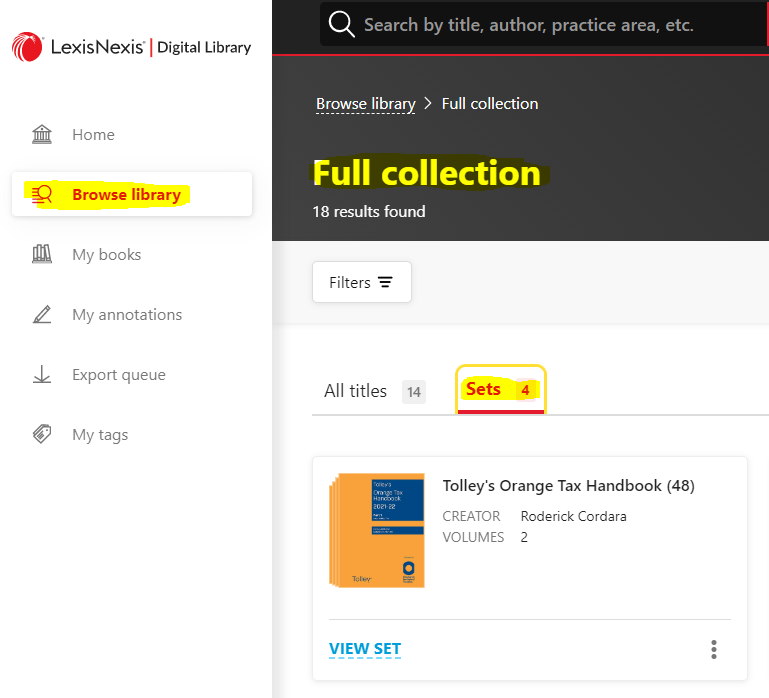 LexisNexis® | Digital Library
Home
Browse library
My books
My annotations
Export queue
My tags
Search by title, author, practice area, etc.
Browse library > Full collection
Full collection
18 results found
Filters
All titles 14
Sets 4
Tolley's
Orange Tax
Handbook
2021-22
Tolley®
Tolley's Orange Tax Handbook (48)
CREATOR Roderick Cordara
VOLUMES 2
VIEW SET